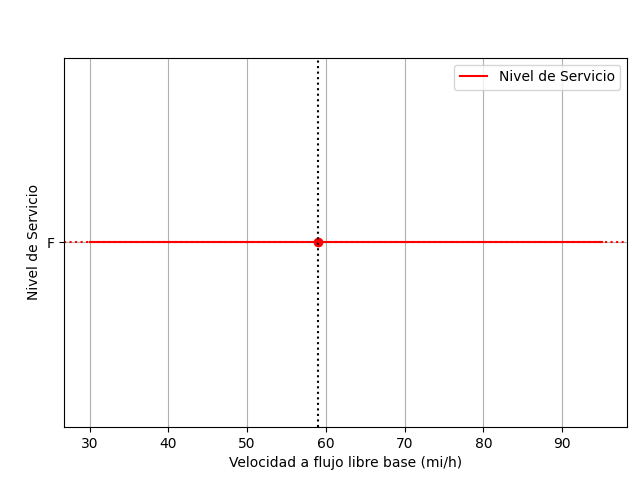 Nivel de Servicio
Nivel de Servicio
F
30 40 50 60 70 80 90
Velocidad a flujo libre base (mi/h)